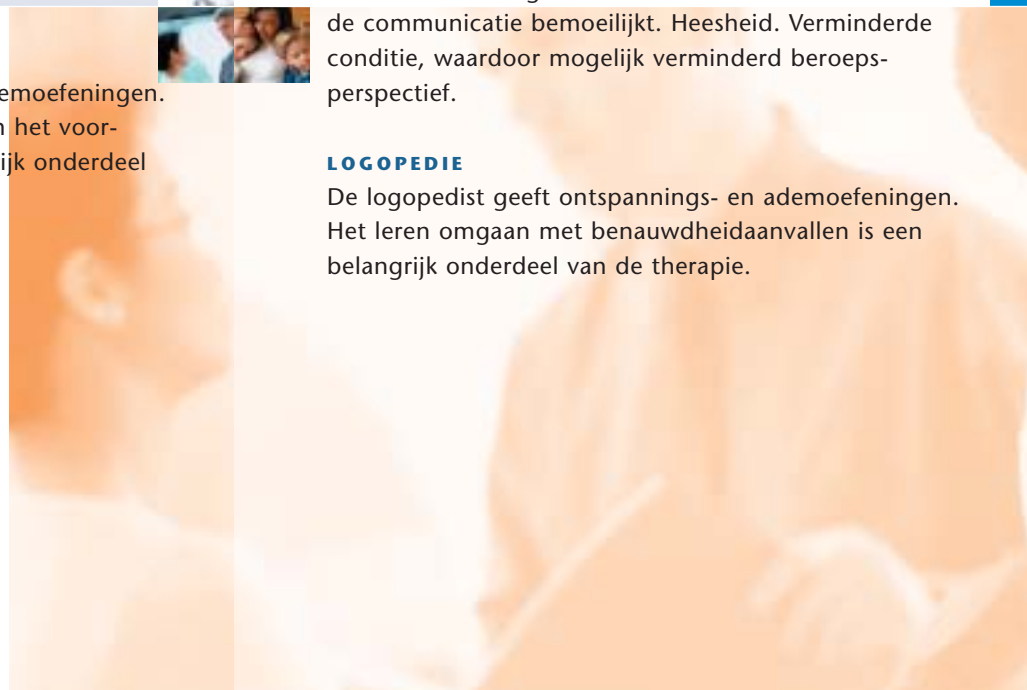 emoefeningen.
n het voor-
ijk onderdeel
de communicatie bemoeilijkt. Heesheid. Verminderde
conditie, waardoor mogelijk verminderd beroeps-
perspectief.
LOGOPEDIE
De logopedist geeft ontspannings- en ademoefeningen.
Het leren omgaan met benauwdheidaanvallen is een
belangrijk onderdeel van de therapie.